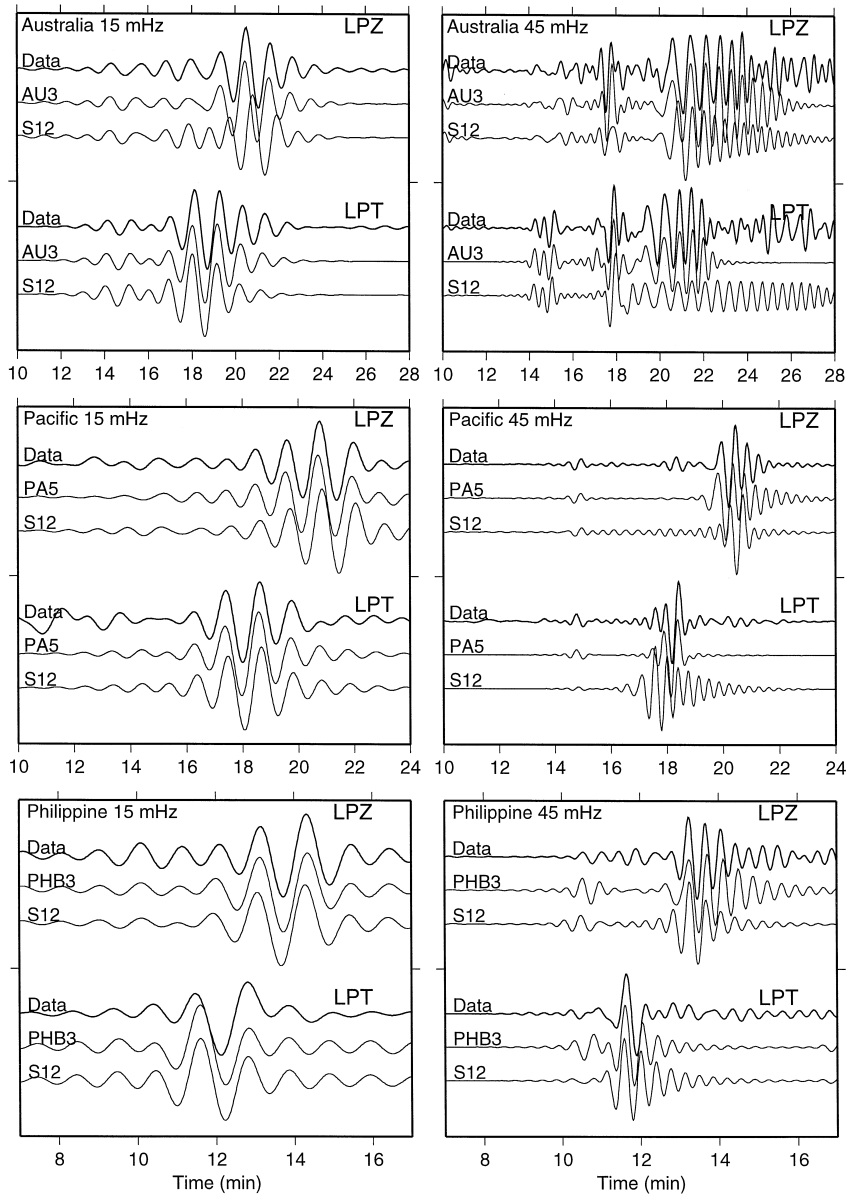 Australia 15 mHz LPZ
Data
AU3
S12
LPT
Data
AU3
S12
10 12 14 16 18 20 22 24 26 28
Australia 45 mHz LPZ
Data
AU3
S12
LPT
Data
AU3
S12
10 12 14 16 18 20 22 24 26 28
Pacific 15 mHz LPZ
Data
PA5
S12
LPT
Data
PA5
S12
10 12 14 16 18 20 22 24
Pacific 45 mHz LPZ
Data
PA5
S12
LPT
Data
PA5
S12
10 12 14 16 18 20 22 24
Philippine 15 mHz LPZ
Data
PHB3
S12
LPT
Data
PHB3
S12
8 10 12 14 16
Time (min)
Philippine 45 mHz LPZ
Data
PHB3
S12
LPT
Data
PHB3
S12
8 10 12 14 16
Time (min)